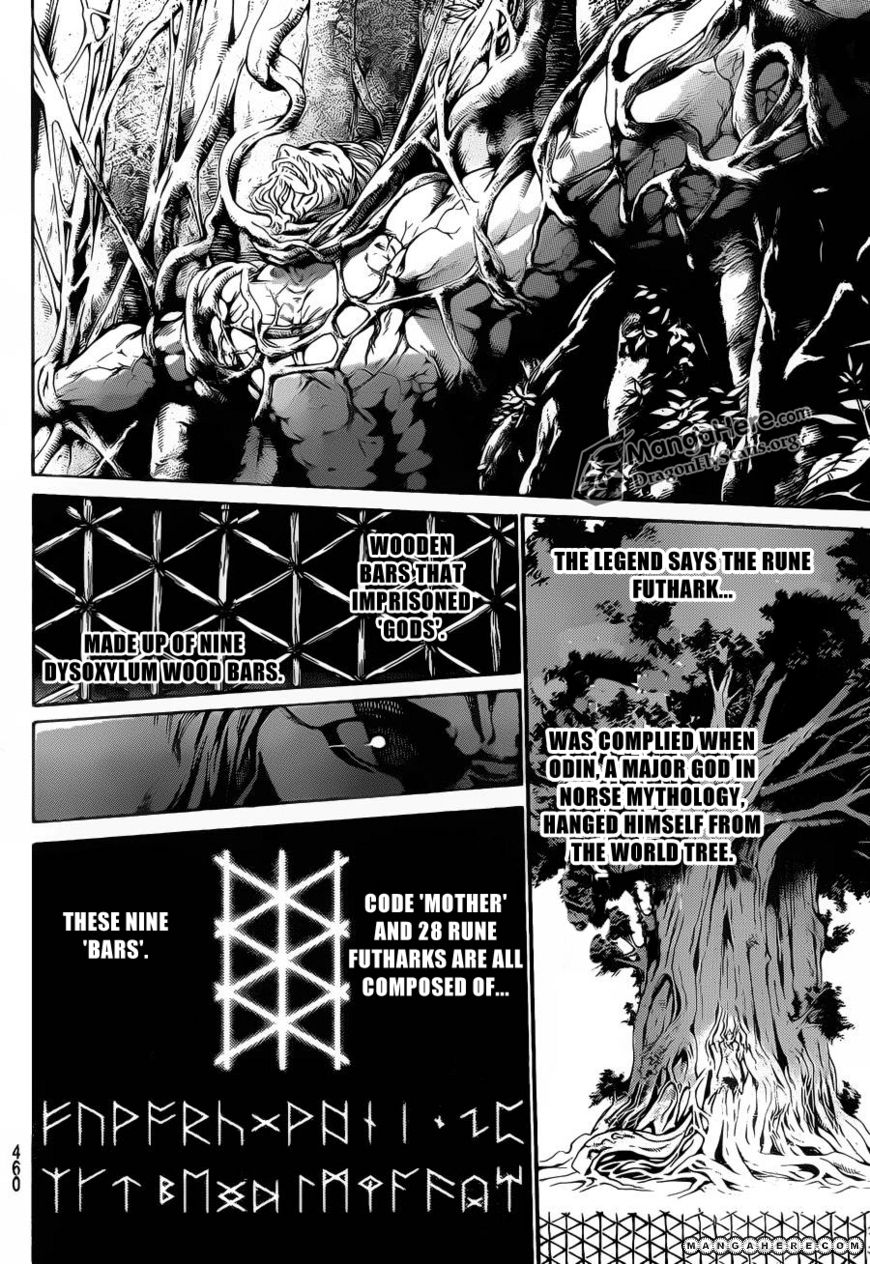 MangaHere.com
DragonFLScans.org
THE LEGEND SAYS THE RUNE
FUTHARK...
WAS COMPLIED WHEN
ODIN, A MAJOR GOD IN
NORSE MYTHOLOGY,
HANGED HIMSELF FROM
THE WORLD TREE.
WOODEN
BARS THAT
IMPRISONED
'GODS'.
MADE UP OF NINE
DYSOXYLUM WOOD BARS.
CODE 'MOTHER'
AND 28 RUNE
FUTHARKS ARE ALL
COMPOSED OF...
THESE NINE
'BARS'.
460
MANGAHERE.COM